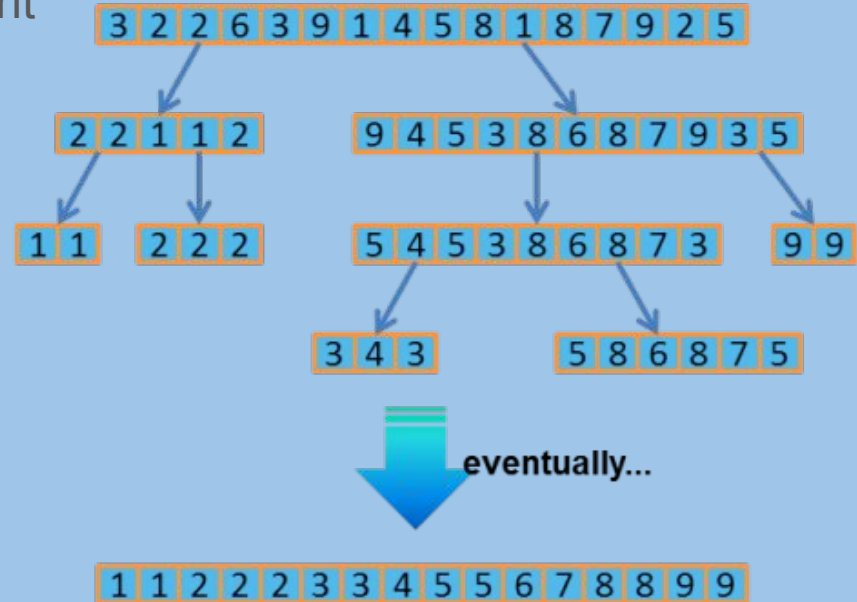 nt
3 2 2 6 3 9 1 4 5 8 1 8 7 9 2 5
2 2 1 1 2 9 4 5 3 8 6 8 7 9 3 5
1 1 2 2 2 5 4 5 3 8 6 8 7 3 9 9
3 4 3 5 8 6 8 7 5
eventually...
1 1 2 2 2 3 3 4 5 5 6 7 8 8 9 9